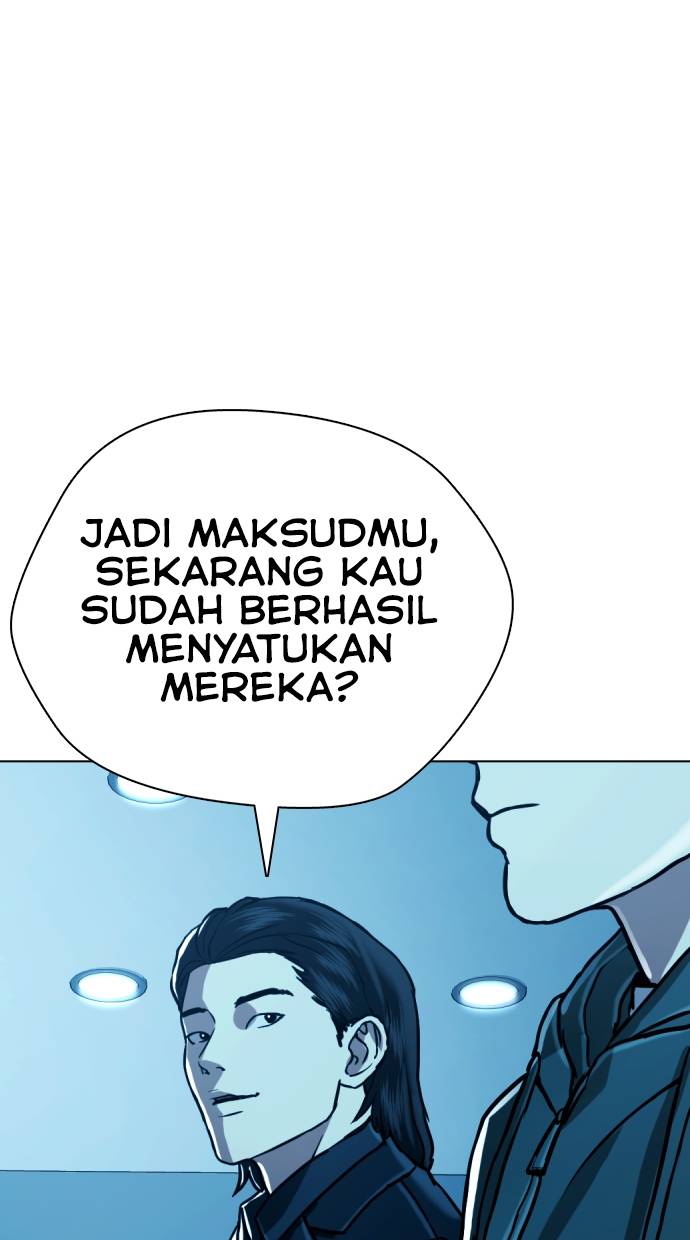 JADI MAKSUDMU,
SEKARANG KAU
SUDAH BERHASIL
MENYATUKAN
MEREKA?